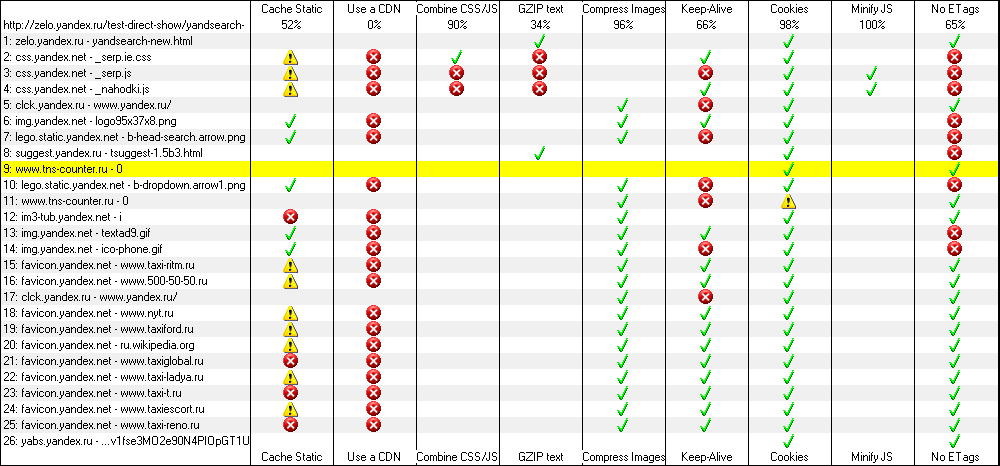 Cache Static Use a CDN Combine CSS/JS GZIP text Compress Images Keep-Alive Cookies Minify JS No ETags
http://zelo.yandex.ru/test-direct-show/yandsearch- 52% 0% 90% 34% 96% 66% 98% 100% 65%
1: zelo.yandex.ru - yandsearch-new.html
2: css.yandex.net - _serp.ie.css
3: css.yandex.net - _serp.js
4: css.yandex.net - _nahodki.js
5: clck.yandex.ru - www.yandex.ru/
6: img.yandex.net - logo95x37x8.png
7: lego.static.yandex.net - b-head-search.arrow.png
8: suggest.yandex.ru - tsuggest-1.5b3.html
9: www.tns-counter.ru - 0
10: lego.static.yandex.net - b-dropdown.arrow1.png
11: www.tns-counter.ru - 0
12: im3-tub.yandex.net - i
13: img.yandex.net - textad9.gif
14: img.yandex.net - ico-phone.gif
15: favicon.yandex.net - www.taxi-ritm.ru
16: favicon.yandex.net - www.500-50-50.ru
17: clck.yandex.ru - www.yandex.ru/
18: favicon.yandex.net - www.nyt.ru
19: favicon.yandex.net - www.taxiford.ru
20: favicon.yandex.net - ru.wikipedia.org
21: favicon.yandex.net - www.taxiglobal.ru
22: favicon.yandex.net - www.taxi-ladya.ru
23: favicon.yandex.net - www.taxi-t.ru
24: favicon.yandex.net - www.taxiescort.ru
25: favicon.yandex.net - www.taxi-reno.ru
26: yabs.yandex.ru - ...v1fse3MO2e90N4PIOpGT1U
Cache Static Use a CDN Combine CSS/JS GZIP text Compress Images Keep-Alive Cookies Minify JS No ETags